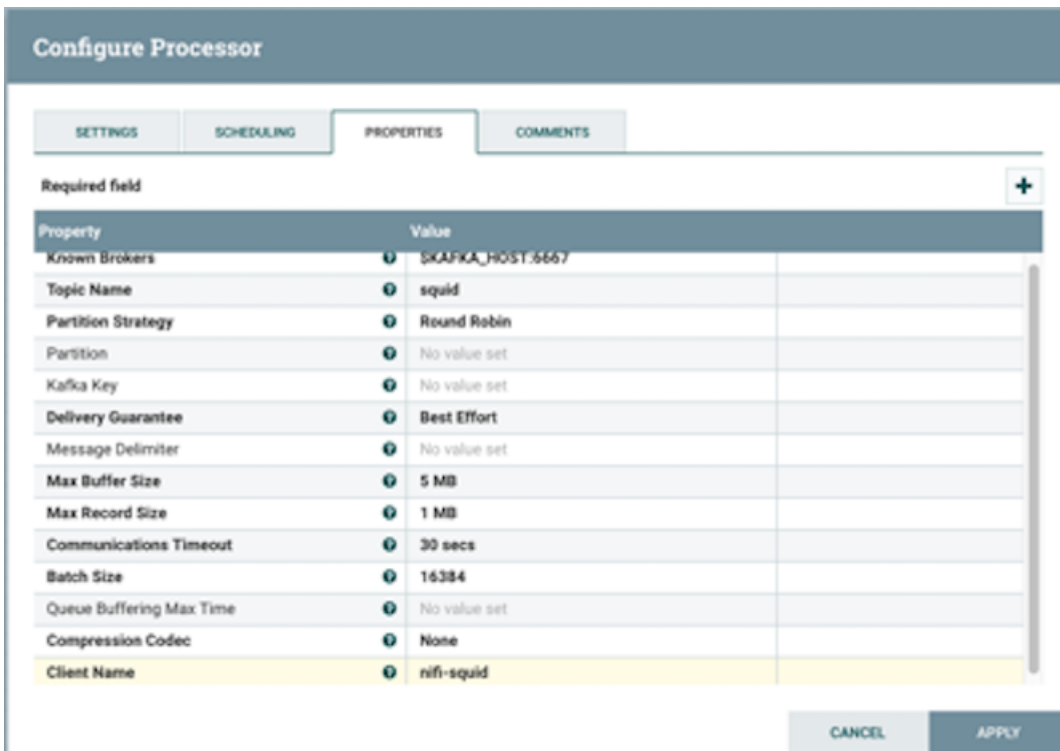 Configure Processor
SETTINGS SCHEDULING PROPERTIES COMMENTS
Required field
Property Value
Known Brokers $KAFKA_HOST:6667
Topic Name squid
Partition Strategy Round Robin
Partition No value set
Kafka Key No value set
Delivery Guarantee Best Effort
Message Delimiter No value set
Max Buffer Size 5 MB
Max Record Size 1 MB
Communications Timeout 30 secs
Batch Size 16384
Queue Buffering Max Time No value set
Compression Codec None
Client Name nifi-squid
CANCEL APPLY